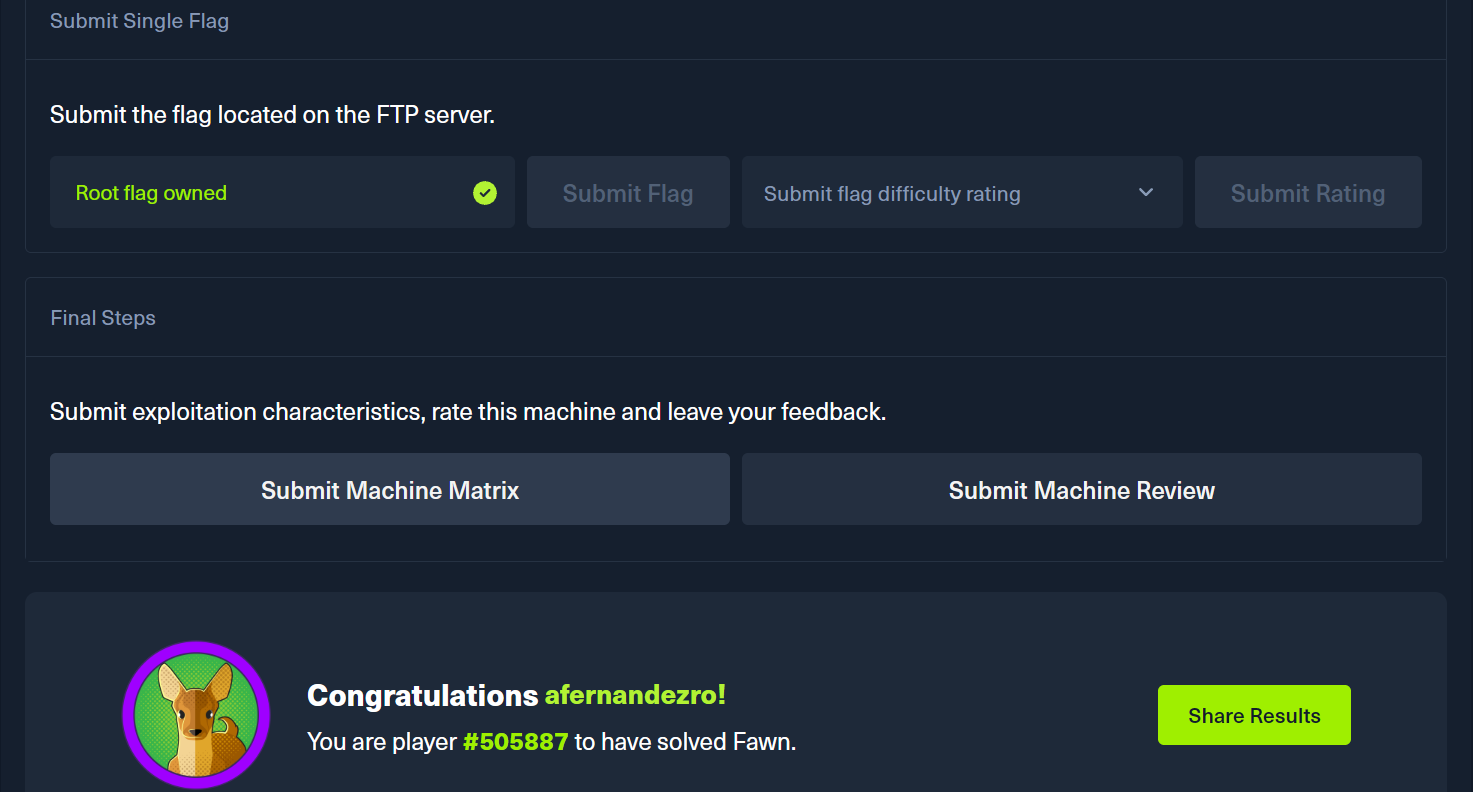 Submit Single Flag
Submit the flag located on the FTP server.
Root flag owned
Submit Flag
Submit flag difficulty rating
Submit Rating
Final Steps
Submit exploitation characteristics, rate this machine and leave your feedback.
Submit Machine Matrix
Submit Machine Review
Congratulations afernandezro!
You are player #505887 to have solved Fawn.
Share Results